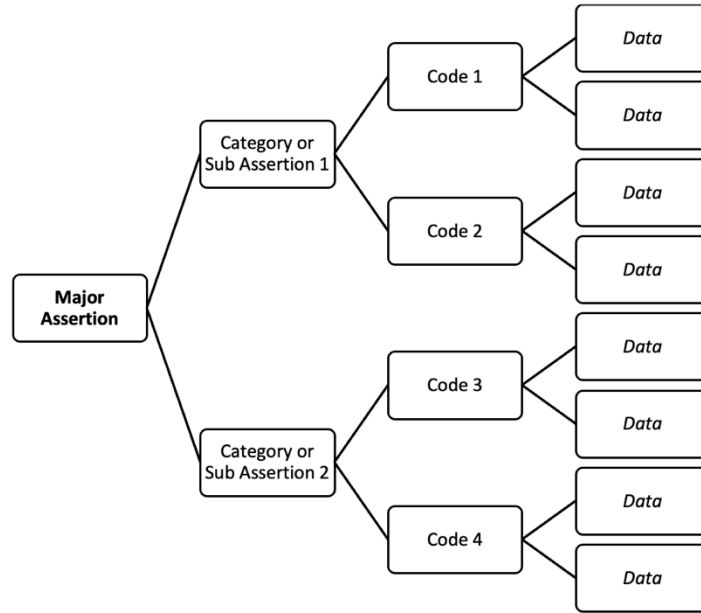 Major
Assertion
Category or
Sub Assertion 1
Code 1
Data
Data
Code 2
Data
Data
Category or
Sub Assertion 2
Code 3
Data
Data
Code 4
Data
Data